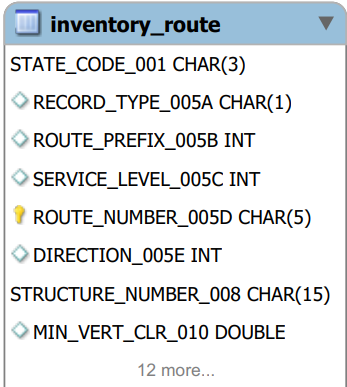 inventory_route
STATE_CODE_001 CHAR(3)
RECORD_TYPE_005A CHAR(1)
ROUTE_PREFIX_005B INT
SERVICE_LEVEL_005C INT
ROUTE_NUMBER_005D CHAR(5)
DIRECTION_005E INT
STRUCTURE_NUMBER_008 CHAR(15)
MIN_VERT_CLR_010 DOUBLE
12 more...